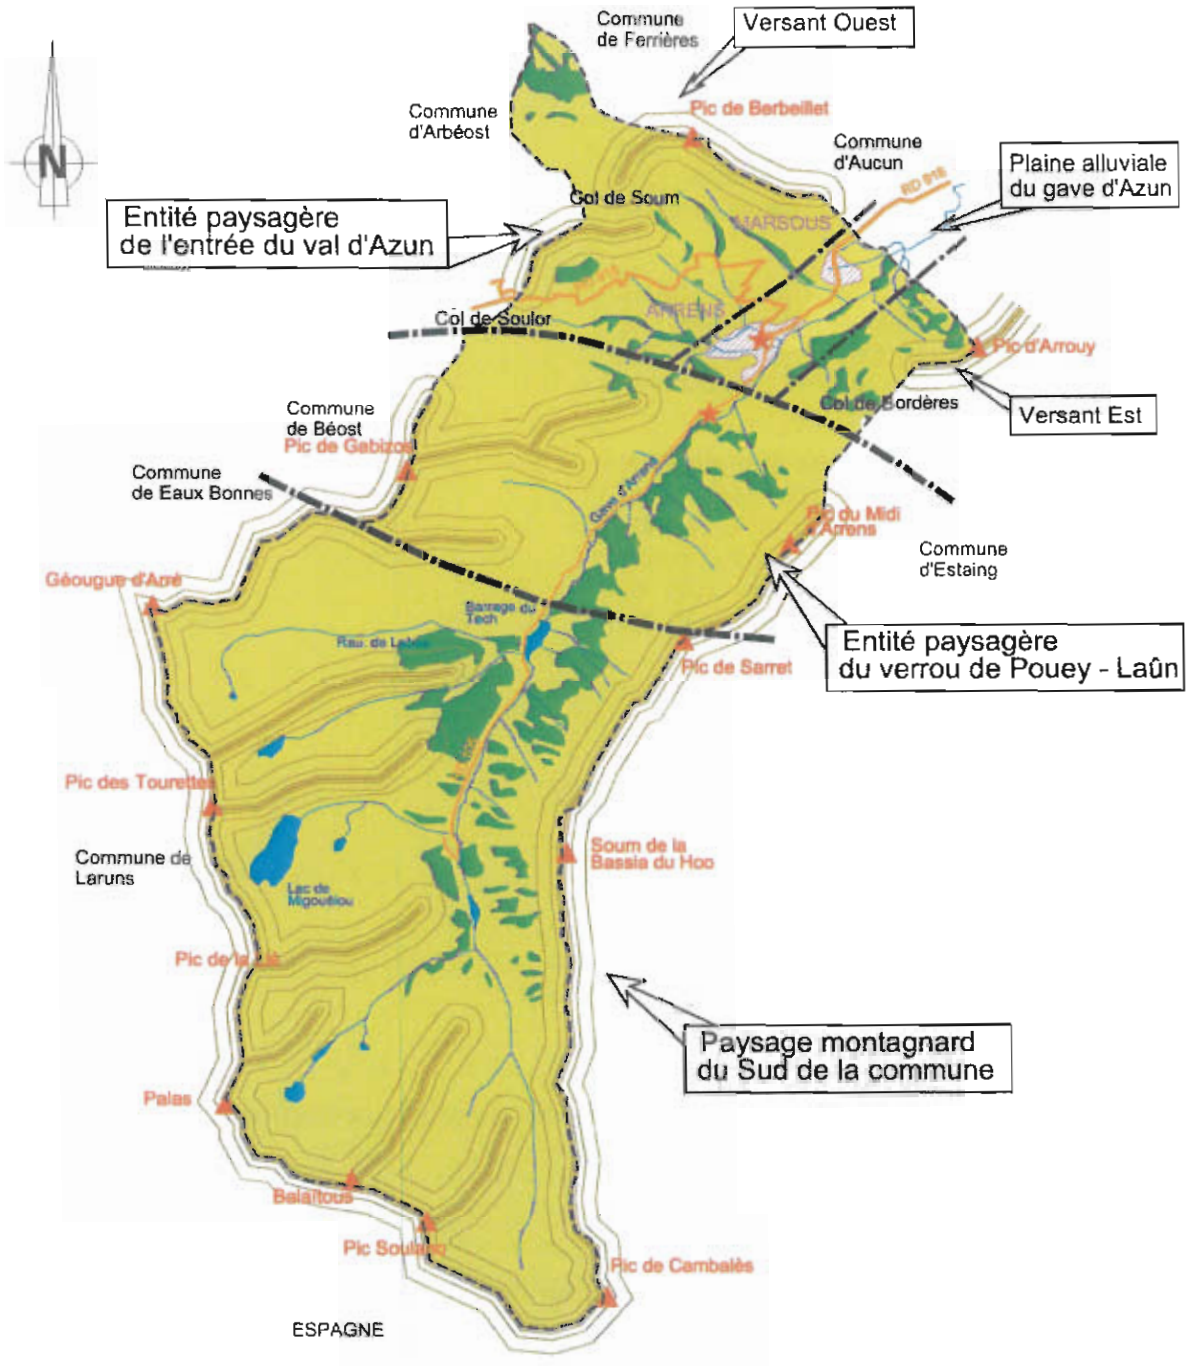 Commune
de Ferrières
Versant Ouest
Commune
d'Arbéost
Pic de Berbeillet
Commune
d'Aucun
Plaine alluviale
du gave d'Azun
RD 918
N
Col de Soum
MARSOUS
Entité paysagère
de l'entrée du val d'Azun
ARRENS
Col de Soulor
Pic d'Arrouy
Col de Bordères
Versant Est
Commune
de Béost
Pic de Gabizos
Commune
de Eaux Bonnes
Gave d'Arrens
Pic du Midi
d'Arrens
Commune
d'Estaing
Géougue d'Arré
Barrage du
Tech
Rau. de
Entité paysagère
du verrou de Pouey - Laûn
Pic de Sarret
Pic des Tourettes
Soum de la
Bassia du Hoo
Commune de
Laruns
Lac de
Migouélou
Pic de la Lie
Paysage montagnard
du Sud de la commune
Palas
Balaïtous
Pic Soulano
Pic de Cambalès
ESPAGNE